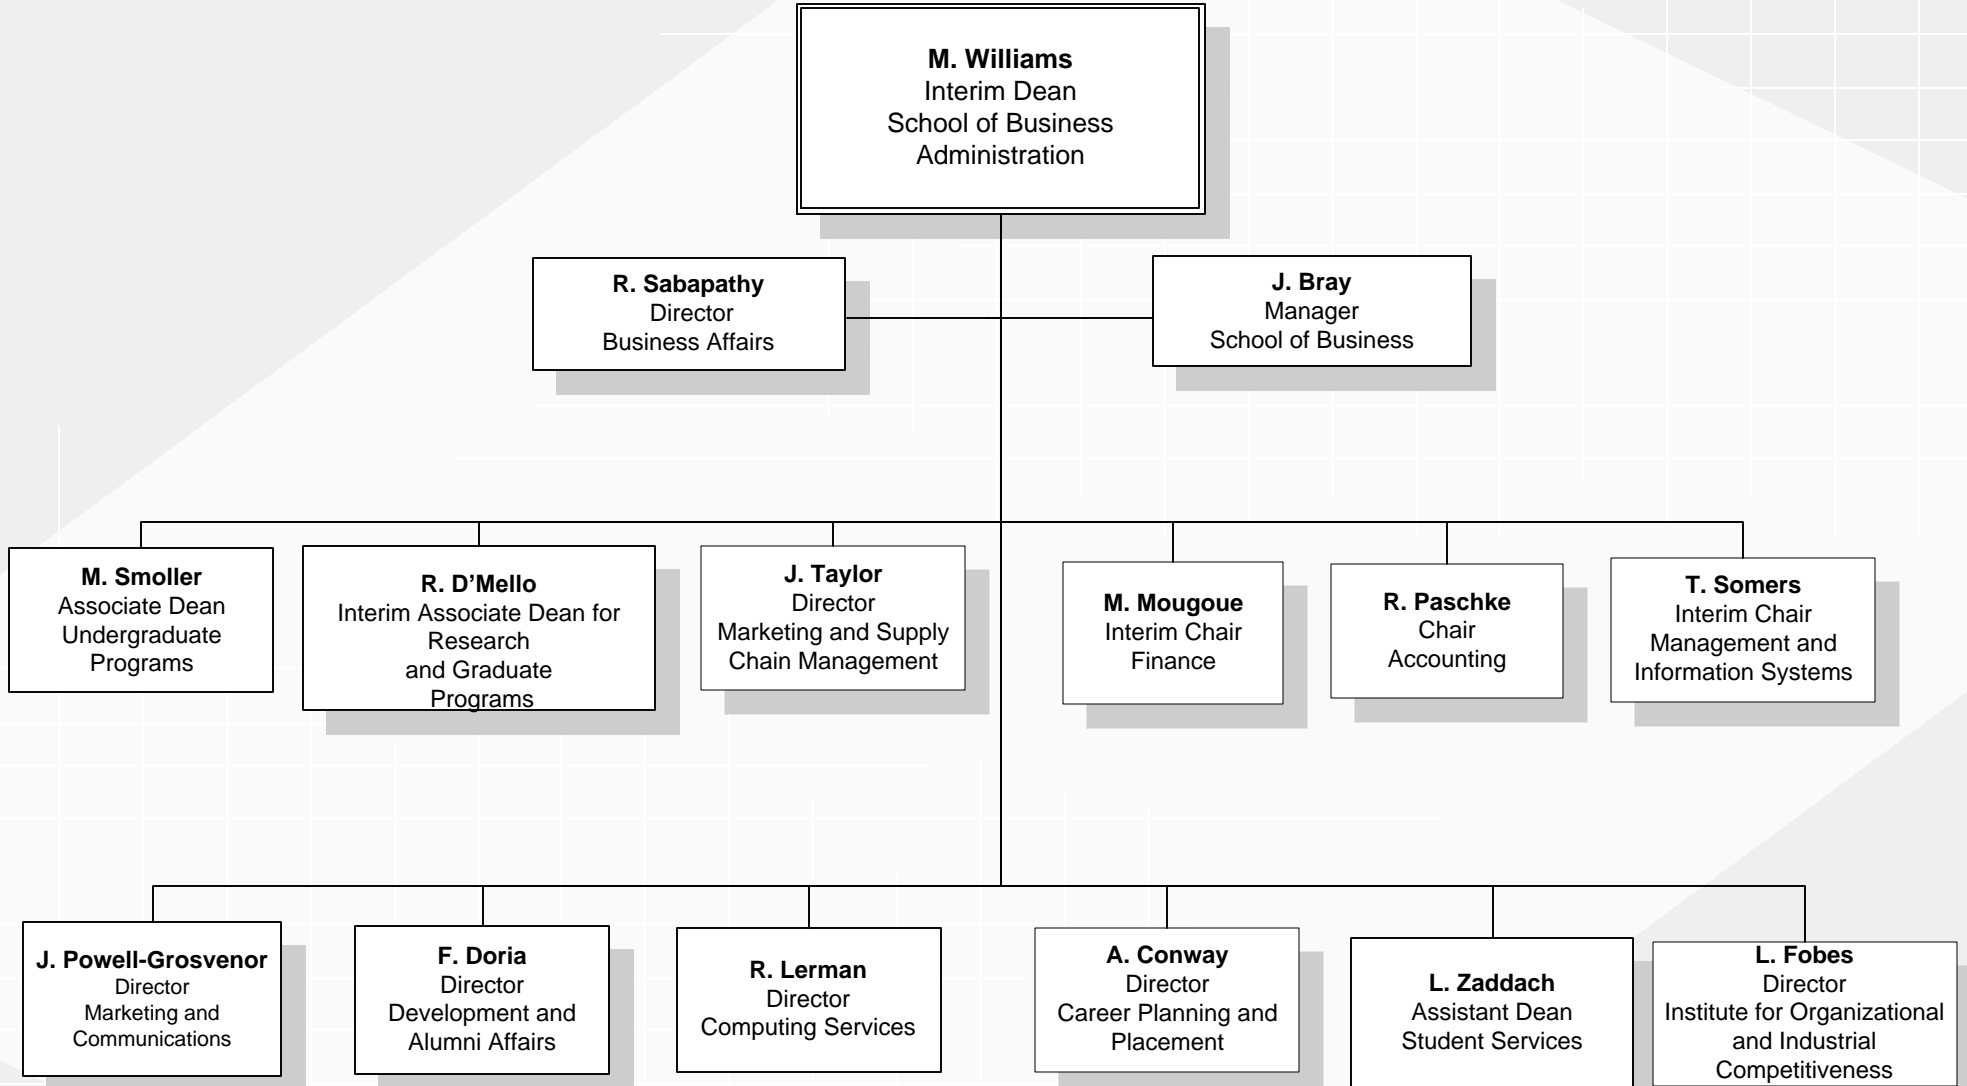 M. Williams
Interim Dean
School of Business
Administration
R. Sabapathy
Director
Business Affairs
J. Bray
Manager
School of Business
M. Smoller
Associate Dean
Undergraduate
Programs
R. D’Mello
Interim Associate Dean for
Research
and Graduate
Programs
J. Taylor
Director
Marketing and Supply
Chain Management
M. Mougoue
Interim Chair
Finance
R. Paschke
Chair
Accounting
T. Somers
Interim Chair
Management and
Information Systems
J. Powell-Grosvenor
Director
Marketing and
Communications
F. Doria
Director
Development and
Alumni Affairs
R. Lerman
Director
Computing Services
A. Conway
Director
Career Planning and
Placement
L. Zaddach
Assistant Dean
Student Services
L. Fobes
Director
Institute for Organizational
and Industrial
Competitiveness